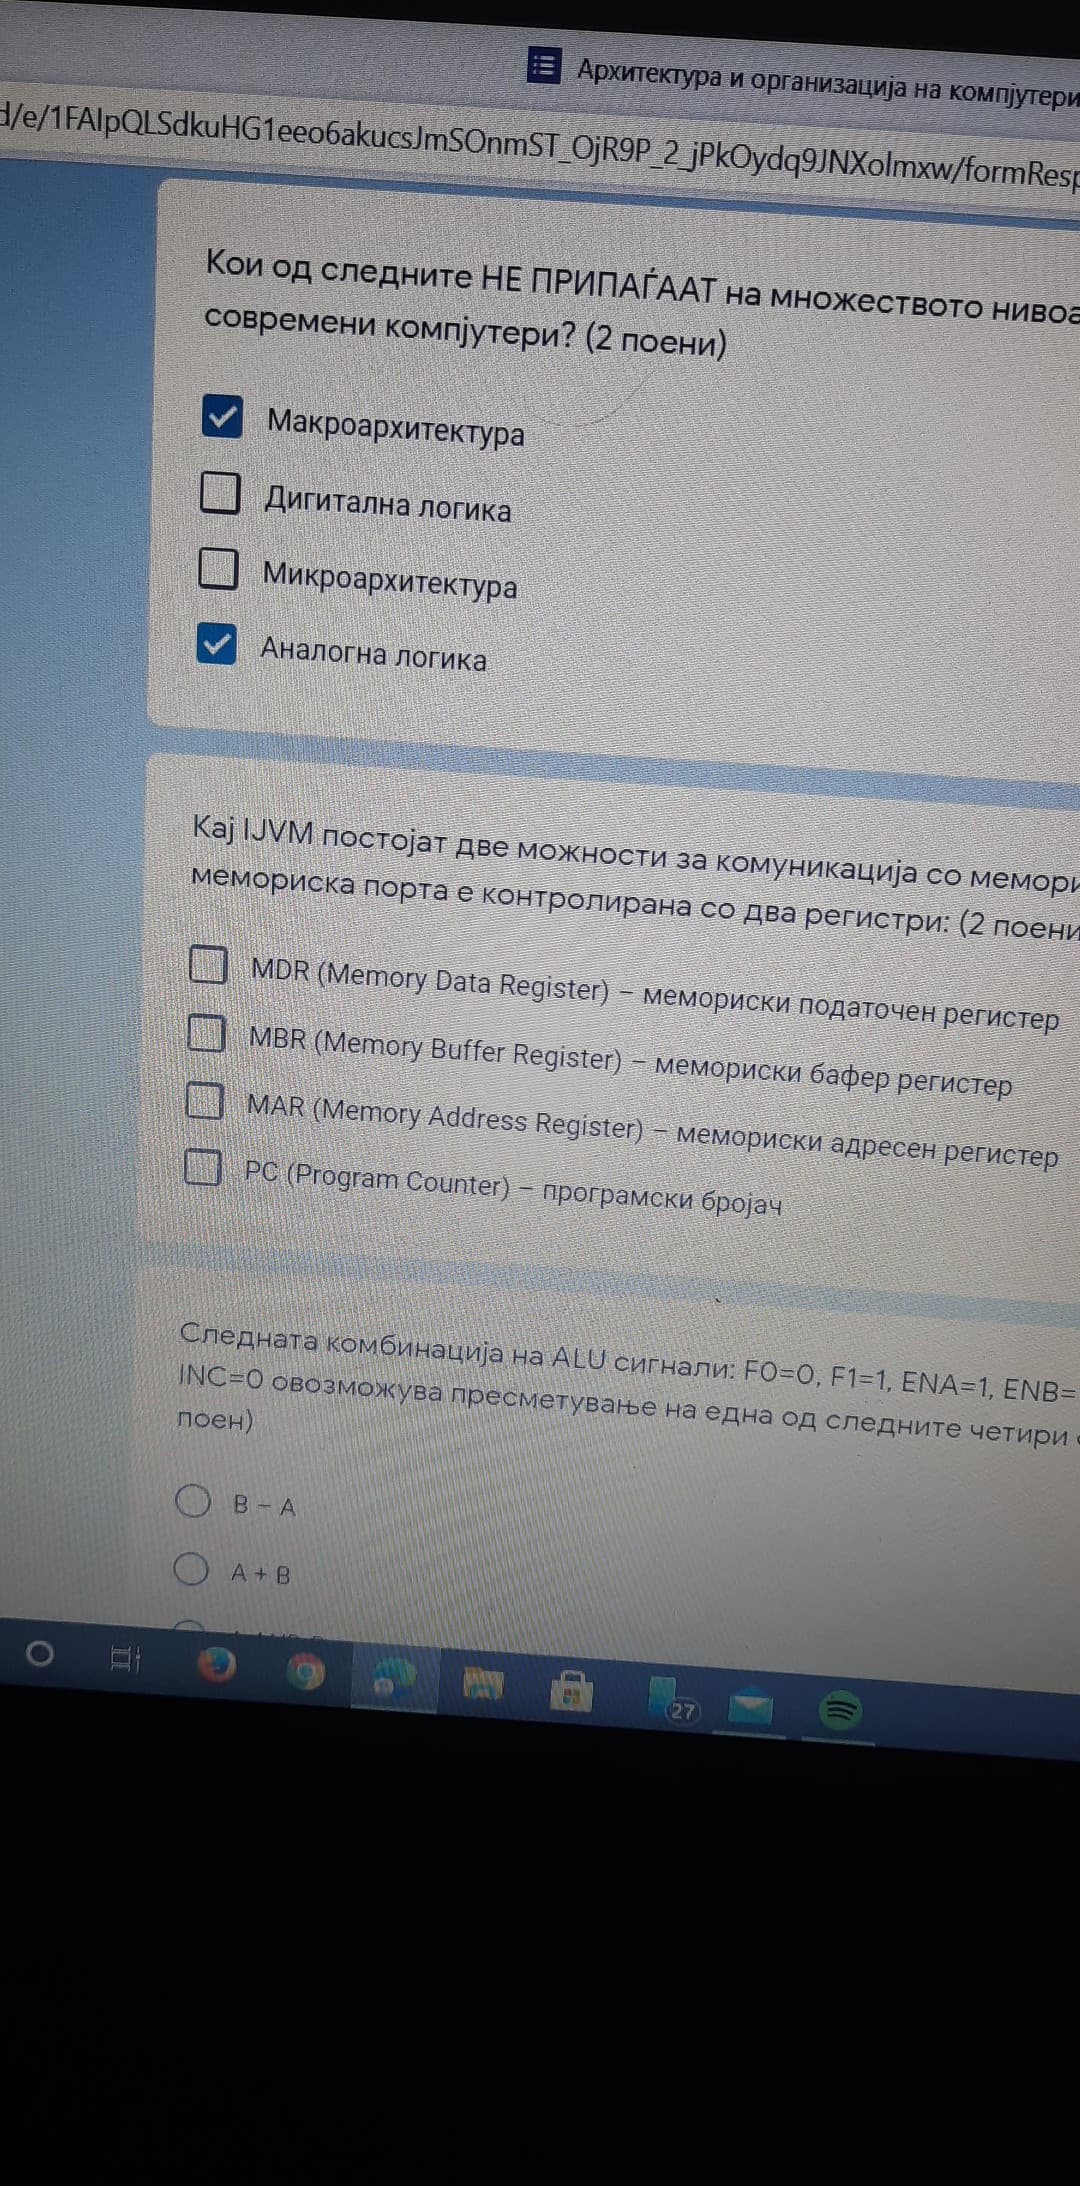 Архитектура и организација на компјутери
d/e/1FAIpQLSdkuHG1eeo6akucsJmSOnmST_OjR9P_2_jPkOydq9JNXolmxw/formResp
Кои од следните НЕ ПРИПАЃААТ на множеството нивоа
современи компјутери? (2 поени)
Макроархитектура
Дигитална логика
Микроархитектура
Аналогна логика
Кај IJVM постојат две можности за комуникација со мемори
мемориска порта е контролирана со два регистри: (2 поени
MDR (Memory Data Register) – мемориски податочен регистер
MBR (Memory Buffer Register) – мемориски бафер регистер
MAR (Memory Address Register) – мемориски адресен регистер
PC (Program Counter) – програмски бројач
Следната комбинација на ALU сигнали: F0=0, F1=1, ENA=1, ENB=
INC=0 овозможува пресметување на една од следните четири
поен)
B – A
A + B
27